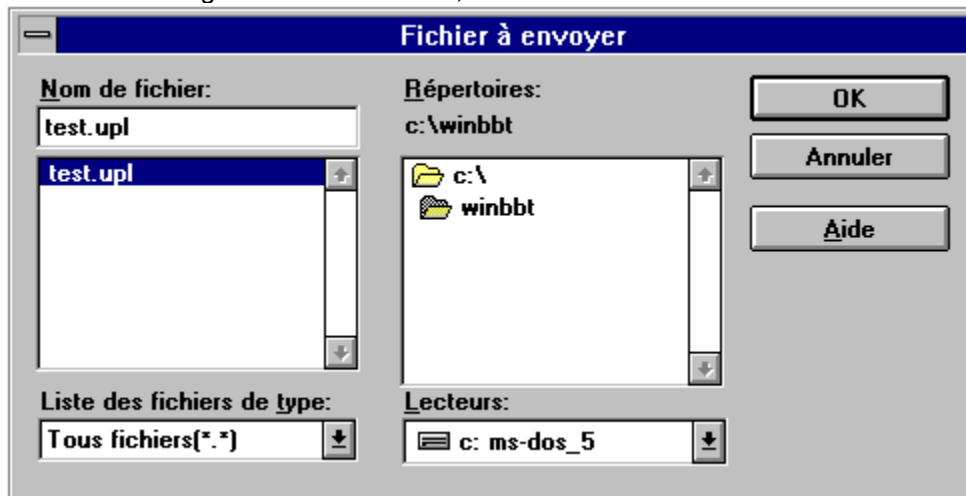 Fichier à envoyer
Nom de fichier:
test.upl
test.upl
Liste des fichiers de type:
Tous fichiers(*.*)
Répertoires:
c:\winbbt
c:\
winbbt
Lecteurs:
c: ms-dos_5
OK
Annuler
Aide